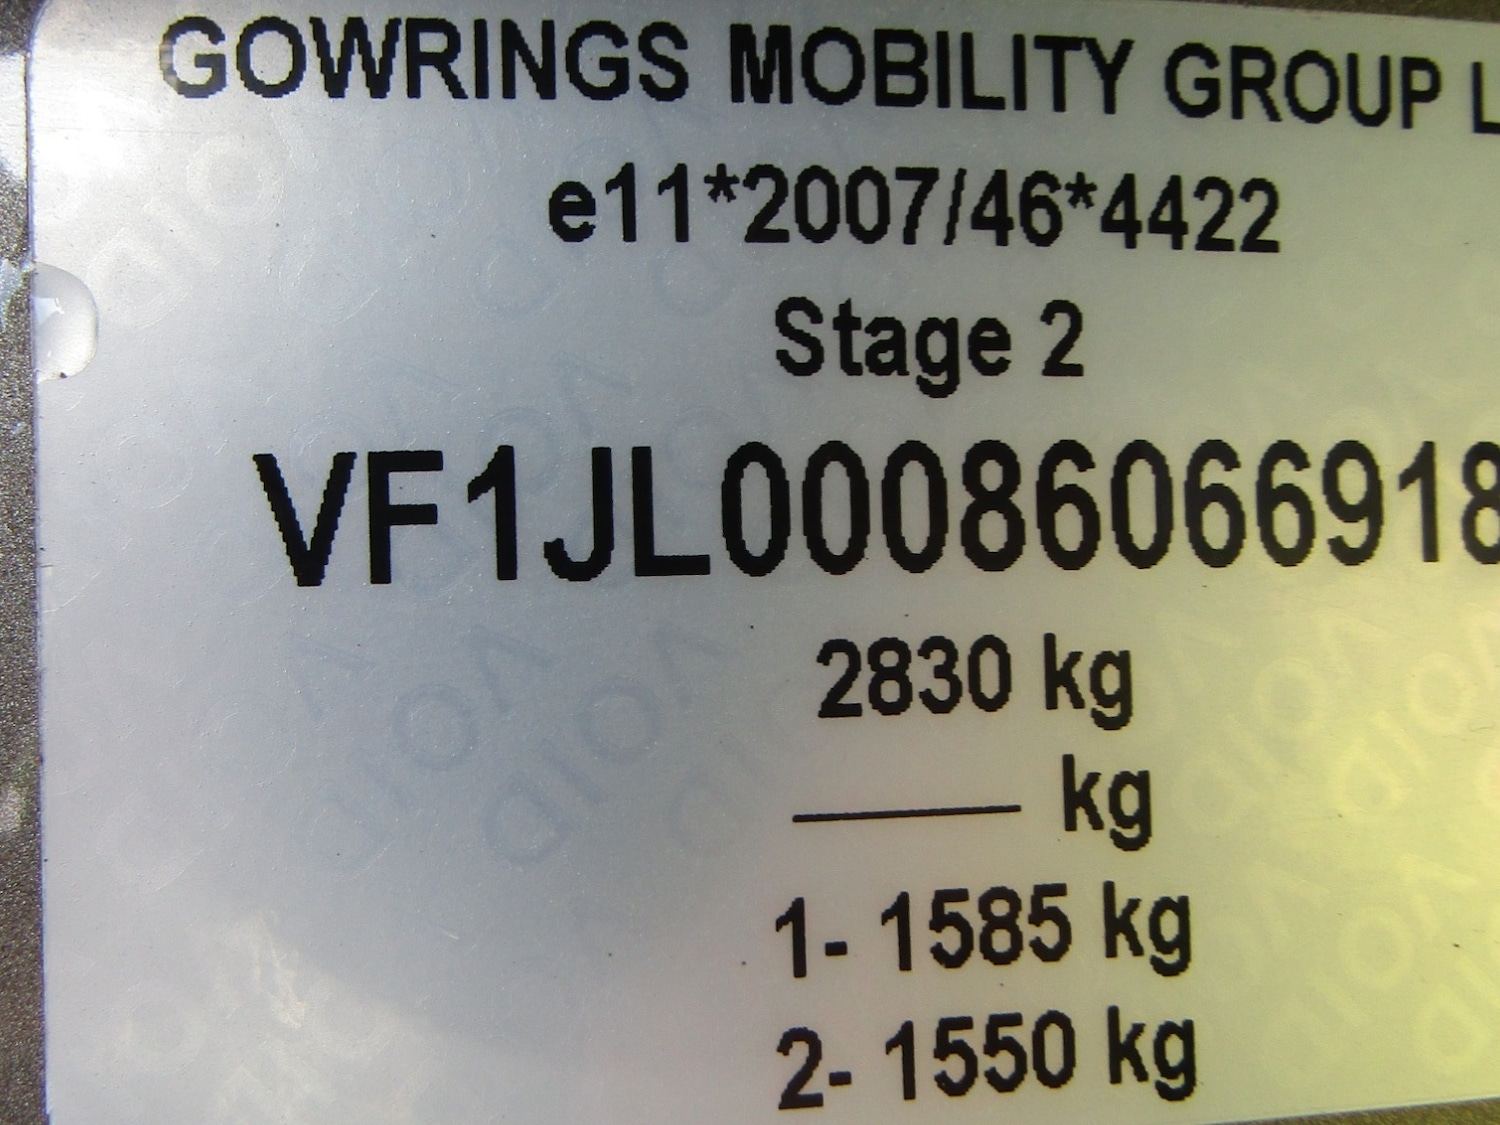 GOWRINGS MOBILITY GROUP L
e11*2007/46*4422
Stage 2
VF1JL00086066918
2830 kg
kg
1- 1585 kg
2- 1550 kg